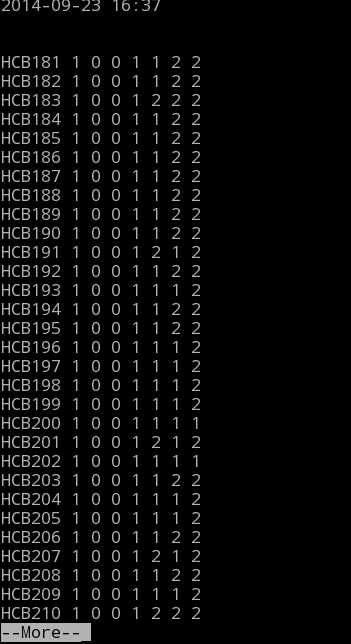 2014-09-23 16:37
HCB181 1 0 0 1 1 2 2
HCB182 1 0 0 1 1 2 2
HCB183 1 0 0 1 2 2 2
HCB184 1 0 0 1 1 2 2
HCB185 1 0 0 1 1 2 2
HCB186 1 0 0 1 1 2 2
HCB187 1 0 0 1 1 2 2
HCB188 1 0 0 1 1 2 2
HCB189 1 0 0 1 1 2 2
HCB190 1 0 0 1 1 2 2
HCB191 1 0 0 1 2 1 2
HCB192 1 0 0 1 1 2 2
HCB193 1 0 0 1 1 1 2
HCB194 1 0 0 1 1 2 2
HCB195 1 0 0 1 1 2 2
HCB196 1 0 0 1 1 1 2
HCB197 1 0 0 1 1 1 2
HCB198 1 0 0 1 1 1 2
HCB199 1 0 0 1 1 1 2
HCB200 1 0 0 1 1 1 1
HCB201 1 0 0 1 2 1 2
HCB202 1 0 0 1 1 1 1
HCB203 1 0 0 1 1 2 2
HCB204 1 0 0 1 1 1 2
HCB205 1 0 0 1 1 1 2
HCB206 1 0 0 1 1 2 2
HCB207 1 0 0 1 2 1 2
HCB208 1 0 0 1 1 2 2
HCB209 1 0 0 1 1 1 2
HCB210 1 0 0 1 2 2 2
--More--